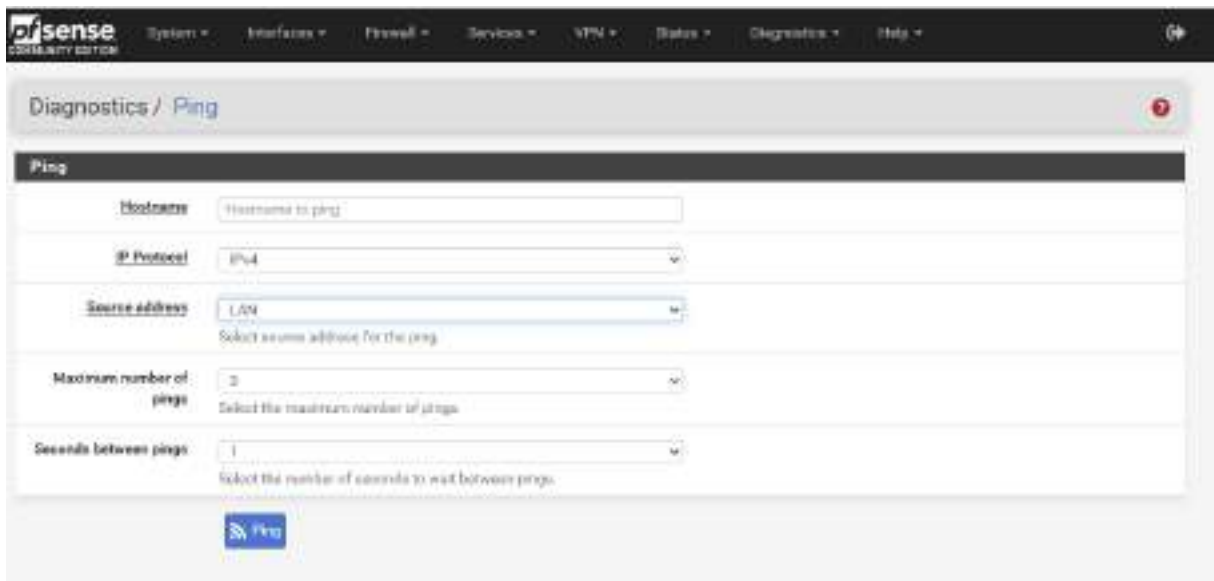 pfsense
COMMUNITY EDITION
System
Interfaces
Firewall
Services
VPN
Status
Diagnostics
Help
Diagnostics / Ping
Ping
Hostname
Hostname to ping
IP Protocol
IPv4
Source address
LAN
Select source address for the ping.
Maximum number of
pings
3
Select the maximum number of pings.
Seconds between pings
1
Select the number of seconds to wait between pings.
Ping